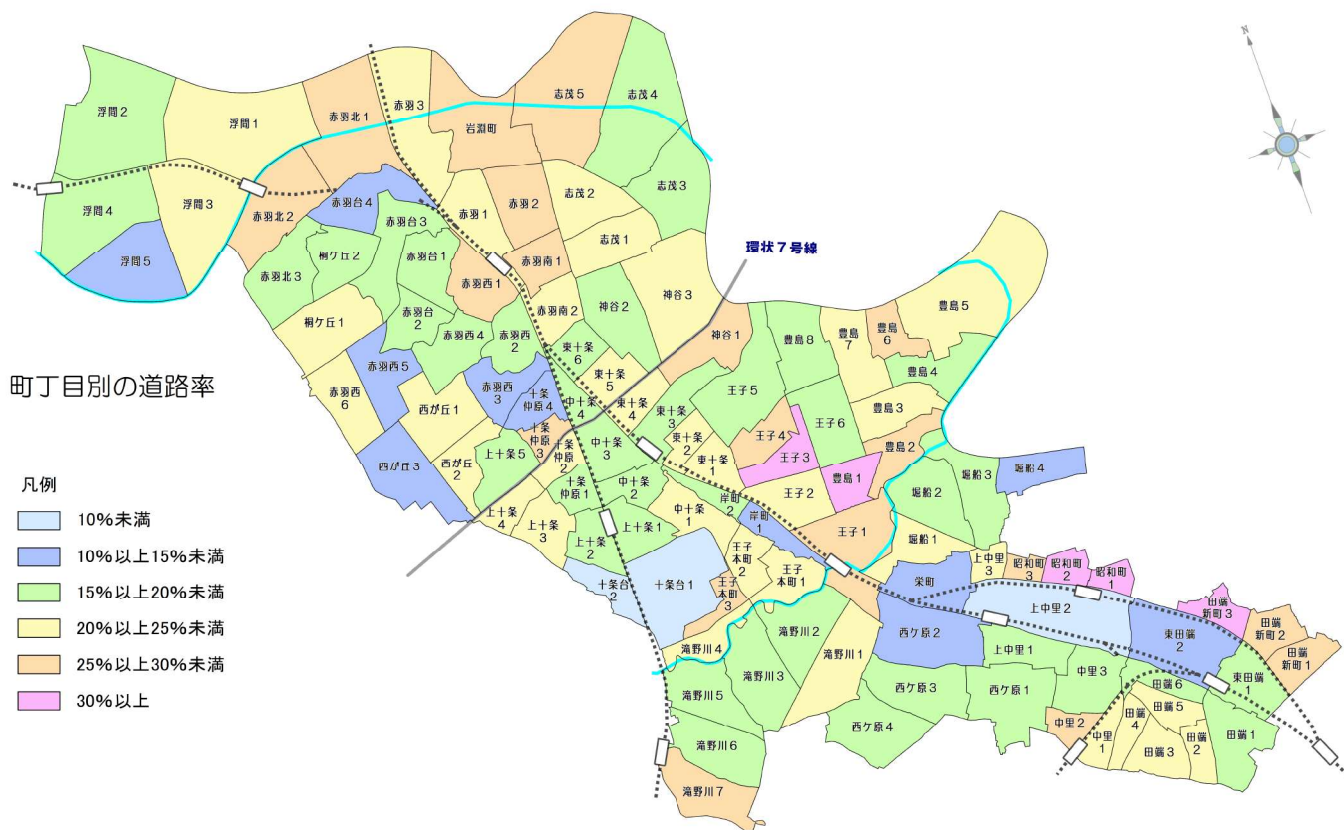 N
町丁目別の道路率
凡例
10%未満
10%以上15%未満
15%以上20%未満
20%以上25%未満
25%以上30%未満
30%以上
環状７号線
浮間２
浮間１
浮間４
浮間３
浮間５
赤羽北１
赤羽北２
赤羽北３
赤羽３
岩淵町
志茂５
志茂４
志茂３
志茂２
志茂１
赤羽１
赤羽２
赤羽南１
赤羽南２
赤羽台４
赤羽台３
赤羽台１
赤羽台
２
桐ケ丘２
桐ケ丘１
赤羽西１
赤羽西
２
赤羽西４
赤羽西５
赤羽西
３
赤羽西
６
西が丘１
西が丘
２
西が丘３
神谷３
神谷２
神谷１
東十条
６
東十条
５
東十条
４
東十条
３
東十条
２
東十条
１
十条
仲原４
十条
仲原
３
十条
仲原
２
十条
仲原１
中十条
４
中十条
３
中十条
２
中十条
１
上十条５
上十条
４
上十条
３
上十条
２
上十条１
十条台
２
十条台１
王子５
王子４
王子３
王子６
王子２
王子１
王子
本町
２
王子
本町１
王子
本町
３
岸町
２
岸町
１
豊島８
豊島
７
豊島
６
豊島５
豊島４
豊島３
豊島２
豊島１
堀船３
堀船２
堀船４
堀船１
栄町
上中里
３
昭和町
３
昭和町
２
昭和町
１
上中里２
上中里１
田端
新町３
田端
新町２
田端
新町１
東田端
２
東田端
１
滝野川４
滝野川２
滝野川１
滝野川３
滝野川５
滝野川６
滝野川７
西ケ原２
西ケ原３
西ケ原１
西ケ原４
中里３
中里２
中里
１
田端６
田端５
田端
４
田端３
田端
２
田端１